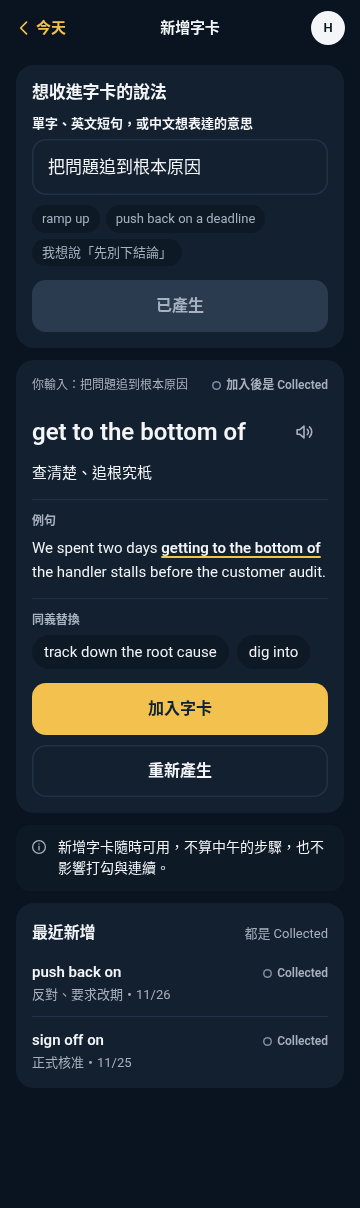 今天
新增字卡
H
想收進字卡的說法
單字、英文短句，或中文想表達的意思
把問題追到根本原因
ramp up
push back on a deadline
我想說「先別下結論」
已產生
你輸入：把問題追到根本原因
加入後是 Collected
get to the bottom of
查清楚、追根究柢
例句
We spent two days getting to the bottom of
the handler stalls before the customer audit.
同義替換
track down the root cause
dig into
加入字卡
重新產生
新增字卡隨時可用，不算中午的步驟，也不
影響打勾與連續。
最近新增
都是 Collected
push back on
Collected
反對、要求改期 • 11/26
sign off on
Collected
正式核准 • 11/25